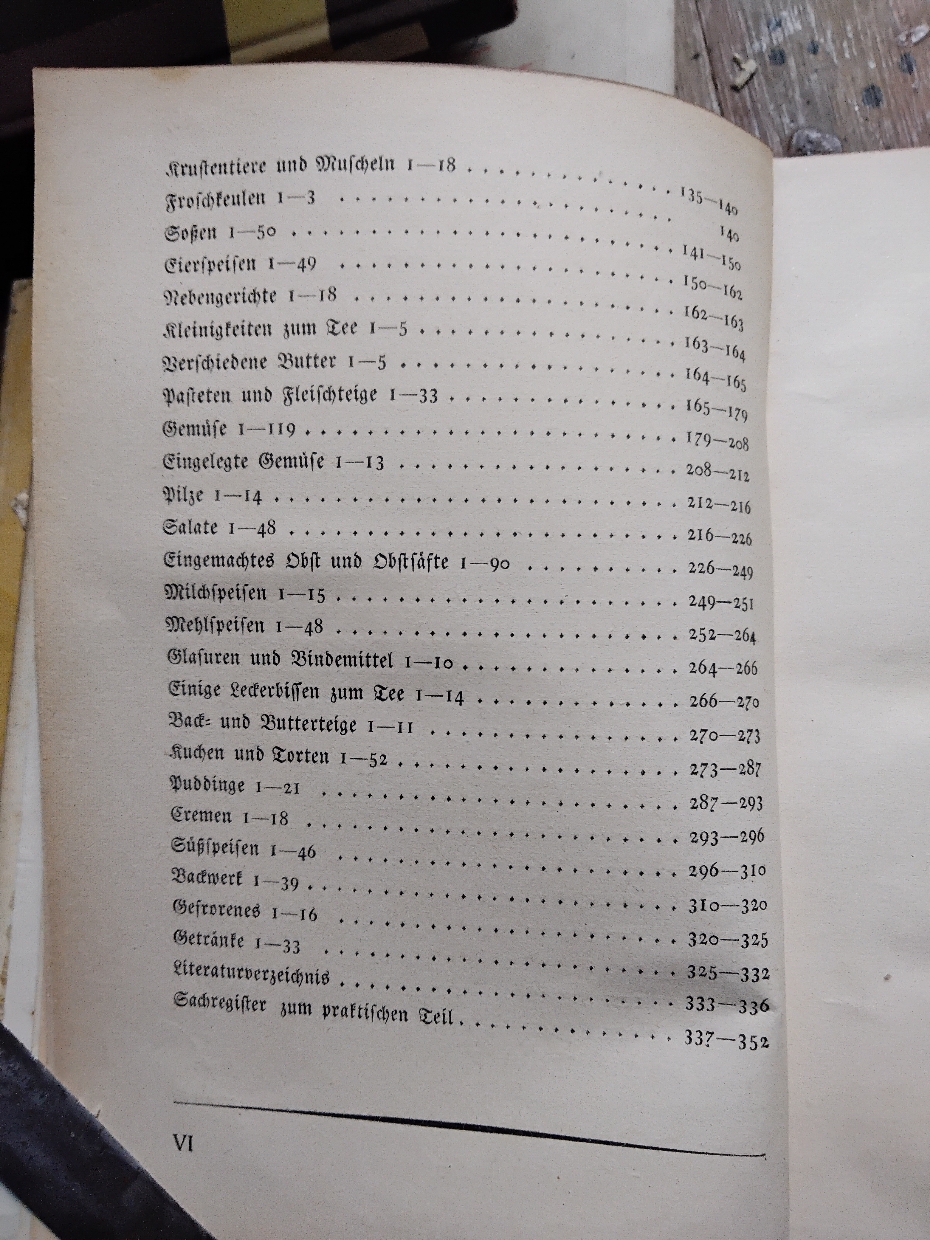 Krustentiere und Muscheln 1—18 . . . . . . . . . . . . . 135—140
Froschkeulen 1—3 . . . . . . . . . . . . . . . . . . 140
Soßen 1—50 . . . . . . . . . . . . . . . . . . . . 141—150
Eierspeisen 1—49 . . . . . . . . . . . . . . . . . . 150—162
Nebengerichte 1—18 . . . . . . . . . . . . . . . . . 162—163
Kleinigkeiten zum Tee 1—5 . . . . . . . . . . . . . . 163—164
Verschiedene Butter 1—5 . . . . . . . . . . . . . . . 164—165
Pasteten und Fleischteige 1—33 . . . . . . . . . . . . . 165—179
Gemüse 1—119 . . . . . . . . . . . . . . . . . . . . 179—208
Eingelegte Gemüse 1—13 . . . . . . . . . . . . . . . 208—212
Pilze 1—14 . . . . . . . . . . . . . . . . . . . . . 212—216
Salate 1—48 . . . . . . . . . . . . . . . . . . . . 216—226
Eingemachtes Obst und Obstsäfte 1—90 . . . . . . . . . . 226—249
Milchspeisen 1—15 . . . . . . . . . . . . . . . . . . 249—251
Mehlspeisen 1—48 . . . . . . . . . . . . . . . . . . 252—264
Glasuren und Bindemittel 1—10 . . . . . . . . . . . . . 264—266
Einige Leckerbissen zum Tee 1—14 . . . . . . . . . . . . 266—270
Back- und Butterteige 1—11 . . . . . . . . . . . . . . 270—273
Kuchen und Torten 1—52 . . . . . . . . . . . . . . . 273—287
Puddinge 1—21 . . . . . . . . . . . . . . . . . . . 287—293
Cremen 1—18 . . . . . . . . . . . . . . . . . . . . 293—296
Süßspeisen 1—46 . . . . . . . . . . . . . . . . . . 296—310
Backwerk 1—39 . . . . . . . . . . . . . . . . . . . . 310—320
Gefrorenes 1—16 . . . . . . . . . . . . . . . . . . 320—325
Getränke 1—33 . . . . . . . . . . . . . . . . . . . 325—332
Literaturverzeichnis . . . . . . . . . . . . . . . . . . 333—336
Sachregister zum praktischen Teil . . . . . . . . . . . . . 337—352
VI